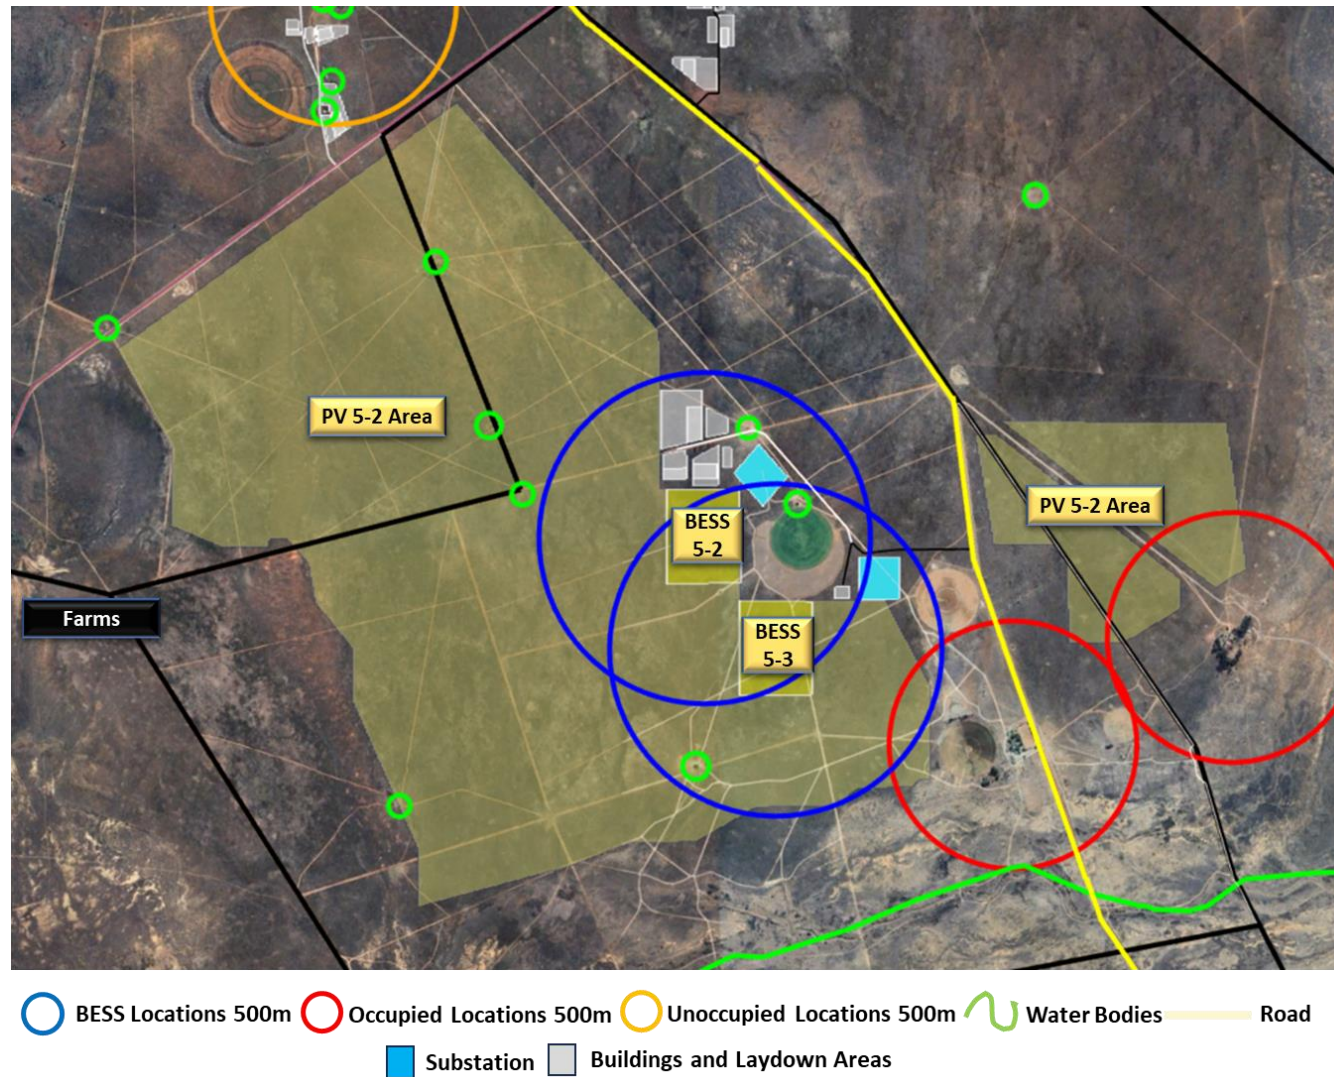 PV 5-2 Area
PV 5-2 Area
BESS
5-2
Farms
BESS
5-3
BESS Locations 500m
Occupied Locations 500m
Unoccupied Locations 500m
Water Bodies
Road
Substation
Buildings and Laydown Areas